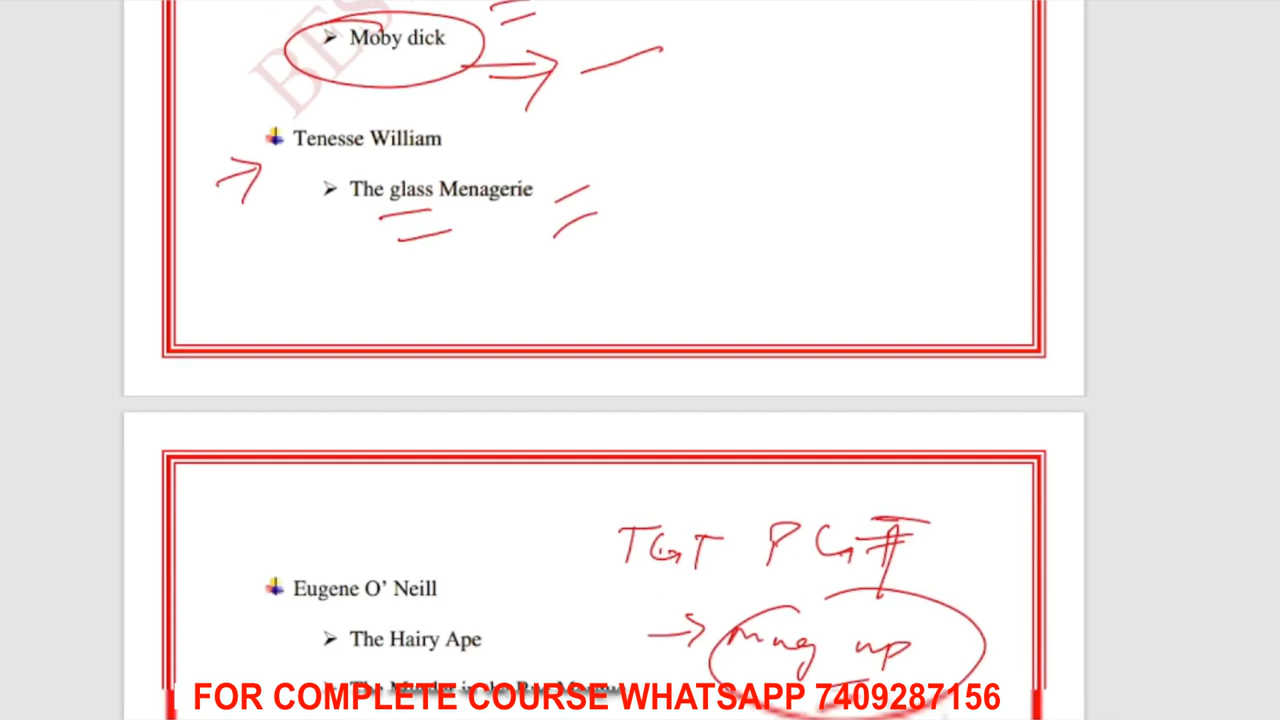 BES
Moby dick
Tenesse William
The glass Menagerie
TGT PGT
Eugene O’ Neill
The Hairy Ape
up
FOR COMPLETE COURSE WHATSAPP 7409287156